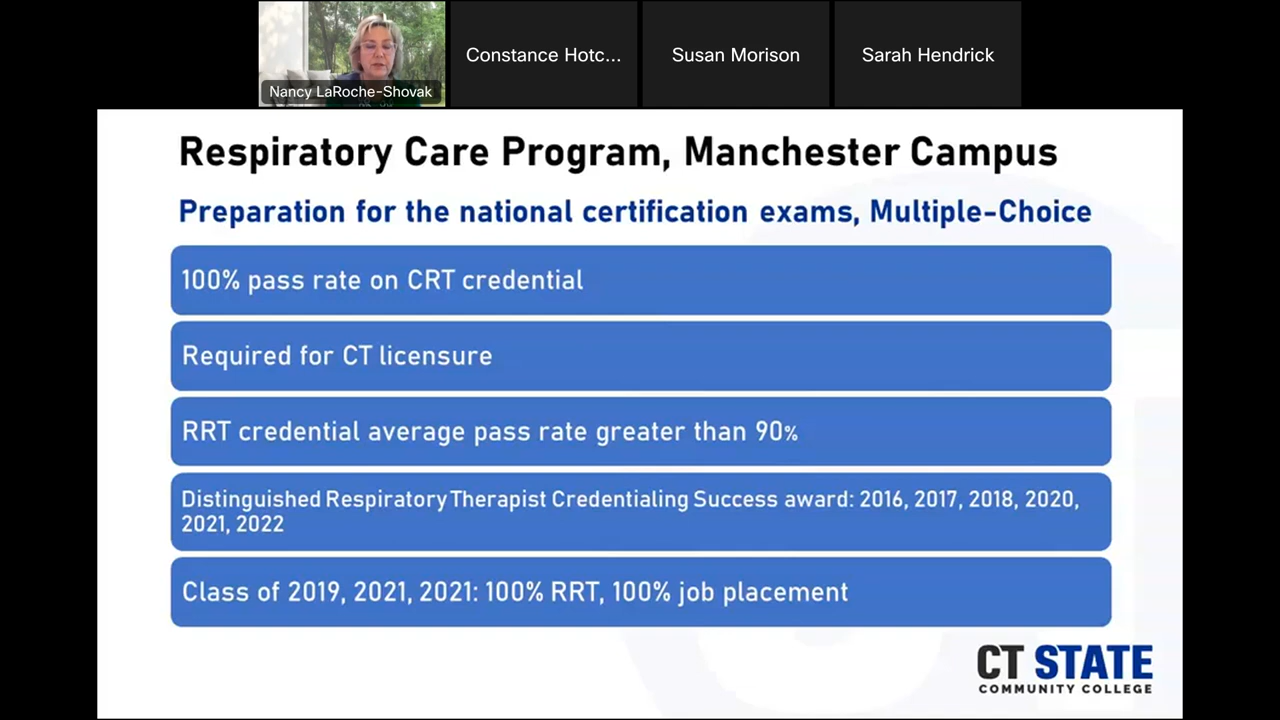 Nancy LaRoche-Shovak
Constance Hotc...
Susan Morison
Sarah Hendrick
Respiratory Care Program, Manchester Campus
Preparation for the national certification exams, Multiple-Choice
100% pass rate on CRT credential
Required for CT licensure
RRT credential average pass rate greater than 90%
Distinguished Respiratory Therapist Credentialing Success award: 2016, 2017, 2018, 2020,
2021, 2022
Class of 2019, 2021, 2021: 100% RRT, 100% job placement
CT STATE
COMMUNITY COLLEGE